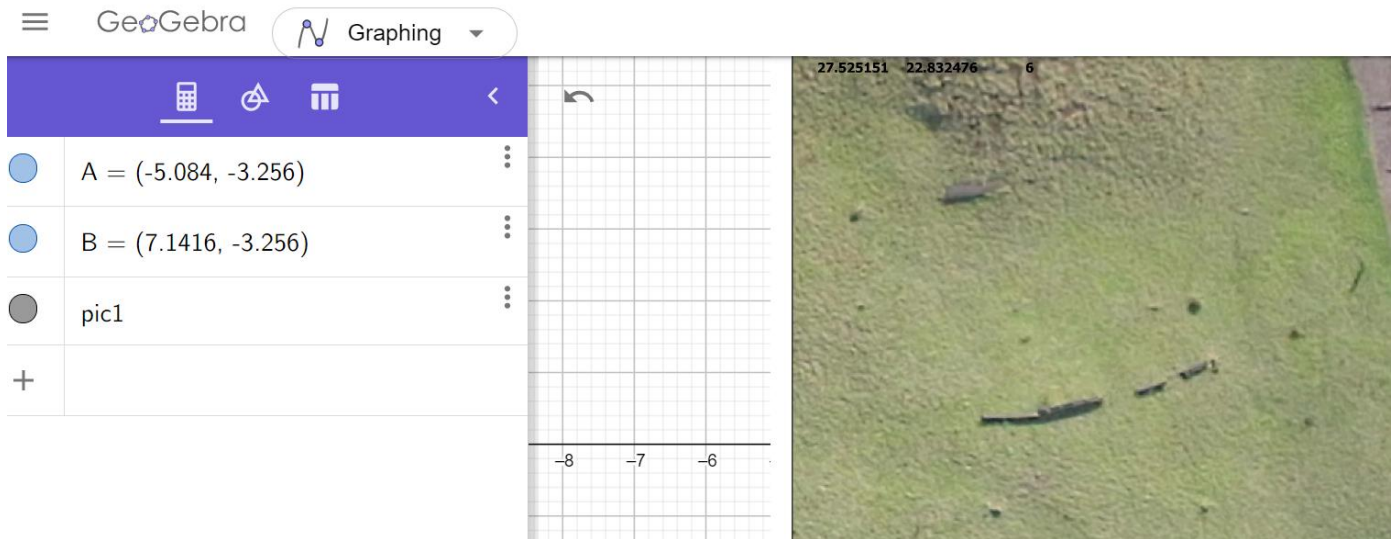 GeoGebra
Graphing
27.525151 22.832476 6
A = (-5.084, -3.256)
B = (7.1416, -3.256)
pic1
+
-8 -7 -6